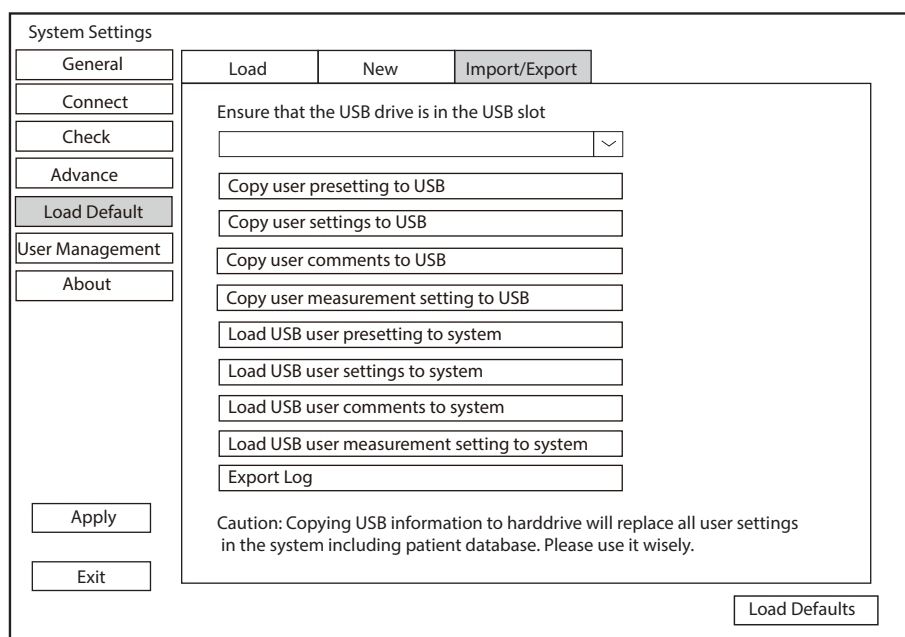 System Settings
General
Connect
Check
Advance
Load Default
User Management
About
Apply
Exit
Load
New
Import/Export
Ensure that the USB drive is in the USB slot
Copy user presetting to USB
Copy user settings to USB
Copy user comments to USB
Copy user measurement setting to USB
Load USB user presetting to system
Load USB user settings to system
Load USB user comments to system
Load USB user measurement setting to system
Export Log
Caution: Copying USB information to harddrive will replace all user settings
in the system including patient database. Please use it wisely.
Load Defaults